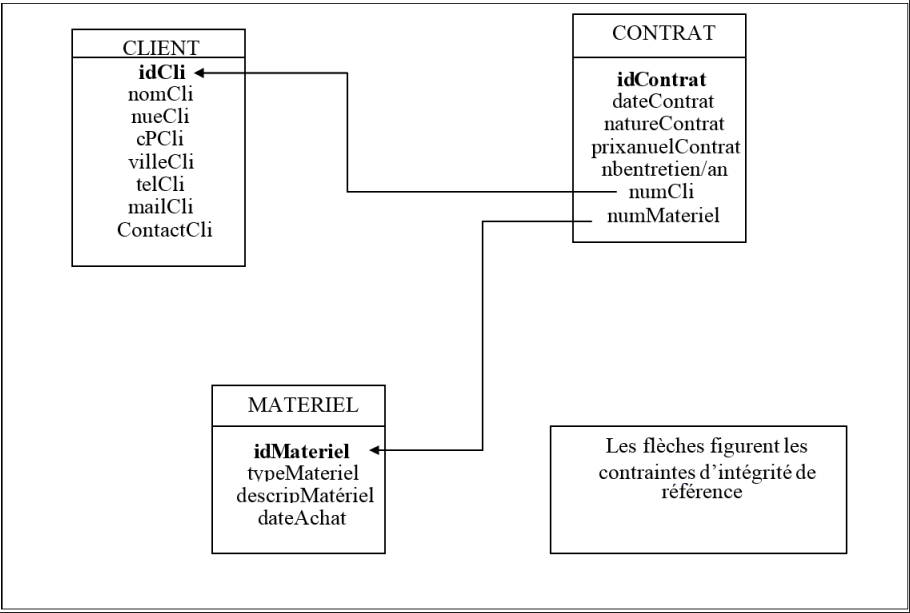 CLIENT
idCli
nomCli
nueCli
cPCli
villeCli
telCli
mailCli
ContactCli
CONTRAT
idContrat
dateContrat
natureContrat
prixanuelContrat
nbentretien/an
numCli
numMateriel
MATERIEL
idMateriel
typeMateriel
descripMatériel
dateAchat
Les flèches figurent les
contraintes d'intégrité de
référence